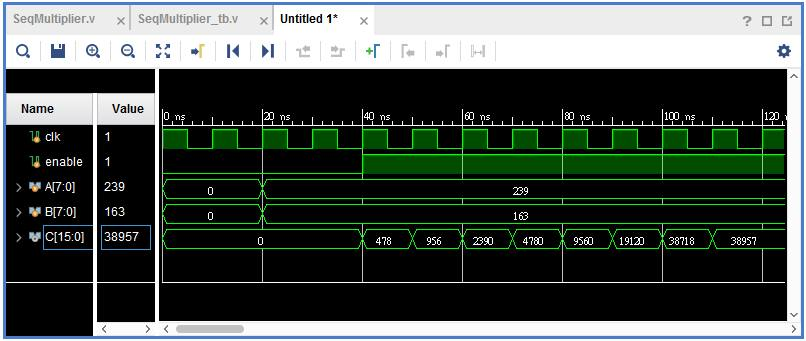 SeqMultiplier.v × SeqMultiplier_tb.v × Untitled 1* × ?
Name Value 0 ns 20 ns 40 ns 60 ns 80 ns 100 ns 120
clk 1
enable 1
A[7:0] 239 0 239
B[7:0] 163 0 163
C[15:0] 38957 0 478 956 2390 4780 9560 19120 38718 38957